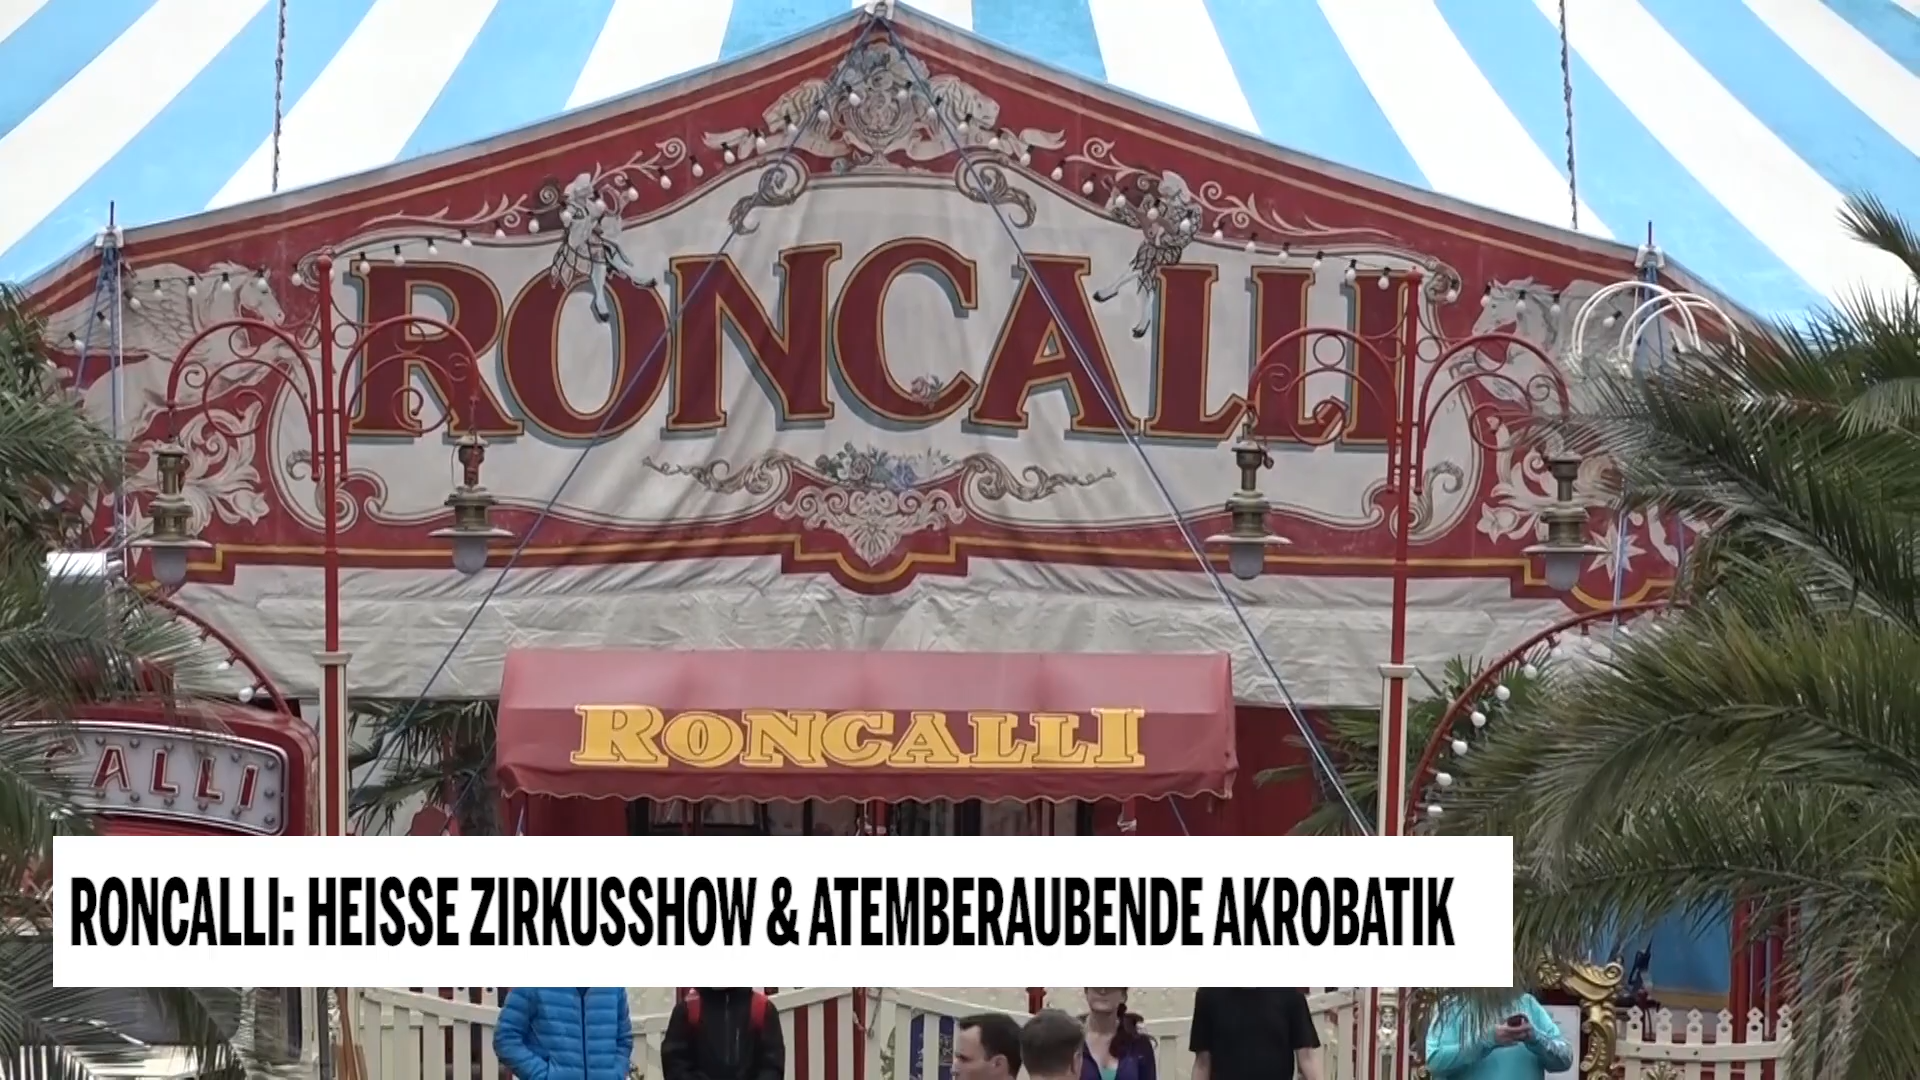 RONCALLI
RONCALLI
CALLI
RONCALLI: HEISSE ZIRKUSSHOW & ATEMBERAUBENDE AKROBATIK